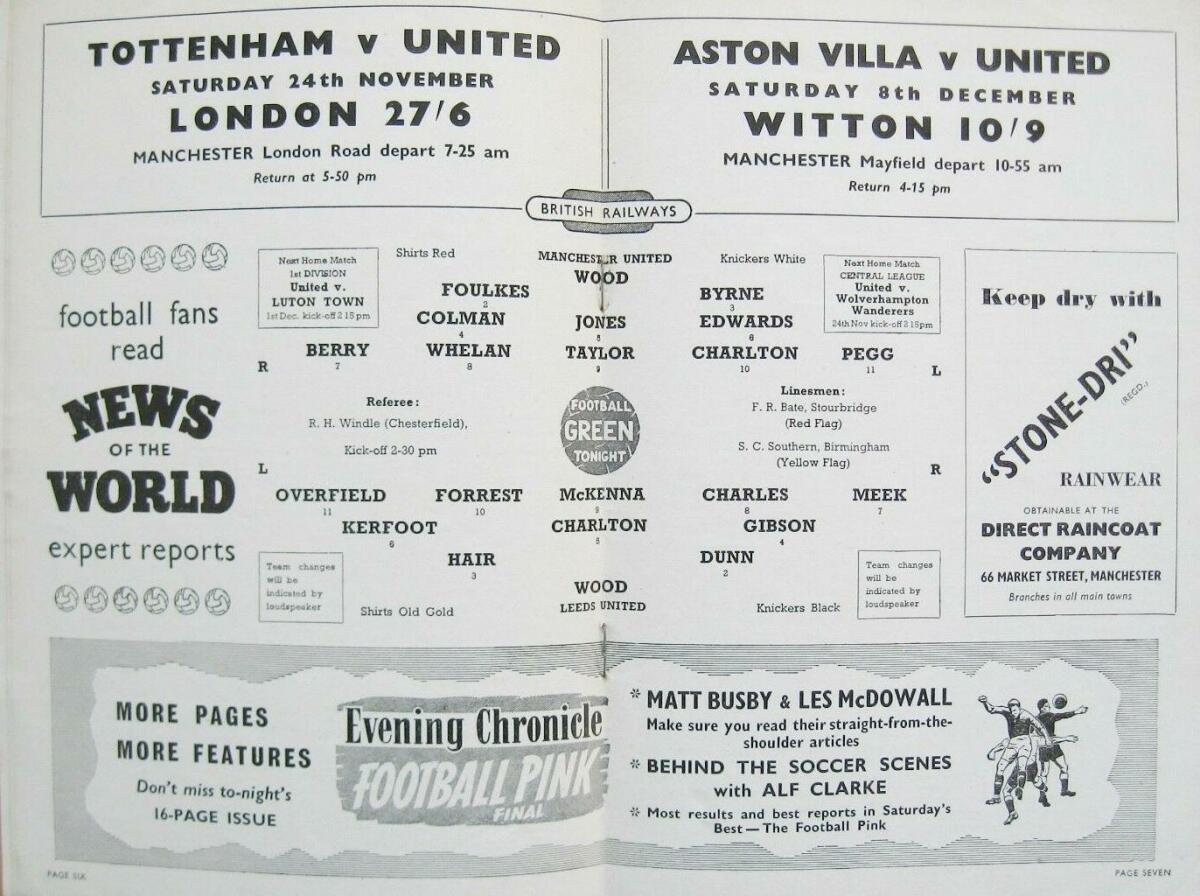 TOTTENHAM v UNITED
SATURDAY 24th NOVEMBER
LONDON 27/6
MANCHESTER London Road depart 7-25 am
Return at 5-50 pm
ASTON VILLA v UNITED
SATURDAY 8th DECEMBER
WITTON 10/9
MANCHESTER Mayfield depart 10-55 am
Return 4-15 pm
BRITISH RAILWAYS
football fans
read
NEWS
OF THE
WORLD
expert reports
Next Home Match
1st DIVISION
United v.
LUTON TOWN
1st Dec. kick-off 2 15 pm
Shirts Red
MANCHESTER UNITED
Knickers White
Next Home Match
CENTRAL LEAGUE
United v.
Wolverhampton
Wanderers
24th Nov kick-off 2 15pm
WOOD
FOULKES
2
BYRNE
3
COLMAN
4
JONES
5
EDWARDS
6
R
BERRY
7
WHELAN
8
TAYLOR
9
CHARLTON
10
PEGG
11
L
Referee:
R. H. Windle (Chesterfield),
Kick-off 2-30 pm
FOOTBALL
GREEN
TONIGHT
Linesmen:
F. R. Bate, Stourbridge
(Red Flag)
S. C. Southern, Birmingham
(Yellow Flag)
L
R
OVERFIELD
11
FORREST
10
McKENNA
9
CHARLES
8
MEEK
7
KERFOOT
6
CHARLTON
5
GIBSON
4
HAIR
3
DUNN
2
WOOD
LEEDS UNITED
Team changes
will be
indicated by
loudspeaker
Shirts Old Gold
Knickers Black
Team changes
will be
indicated by
loudspeaker
Keep dry with
"STONE-DRI"
(REGD.)
RAINWEAR
OBTAINABLE AT THE
DIRECT RAINCOAT
COMPANY
66 MARKET STREET, MANCHESTER
Branches in all main towns
MORE PAGES
MORE FEATURES
Don't miss to-night's
16-PAGE ISSUE
Evening Chronicle
FOOTBALL PINK
FINAL
* MATT BUSBY & LES McDOWALL
Make sure you read their straight-from-the-
shoulder articles
* BEHIND THE SOCCER SCENES
with ALF CLARKE
* Most results and best reports in Saturday's
Best — The Football Pink
PAGE SIX
PAGE SEVEN